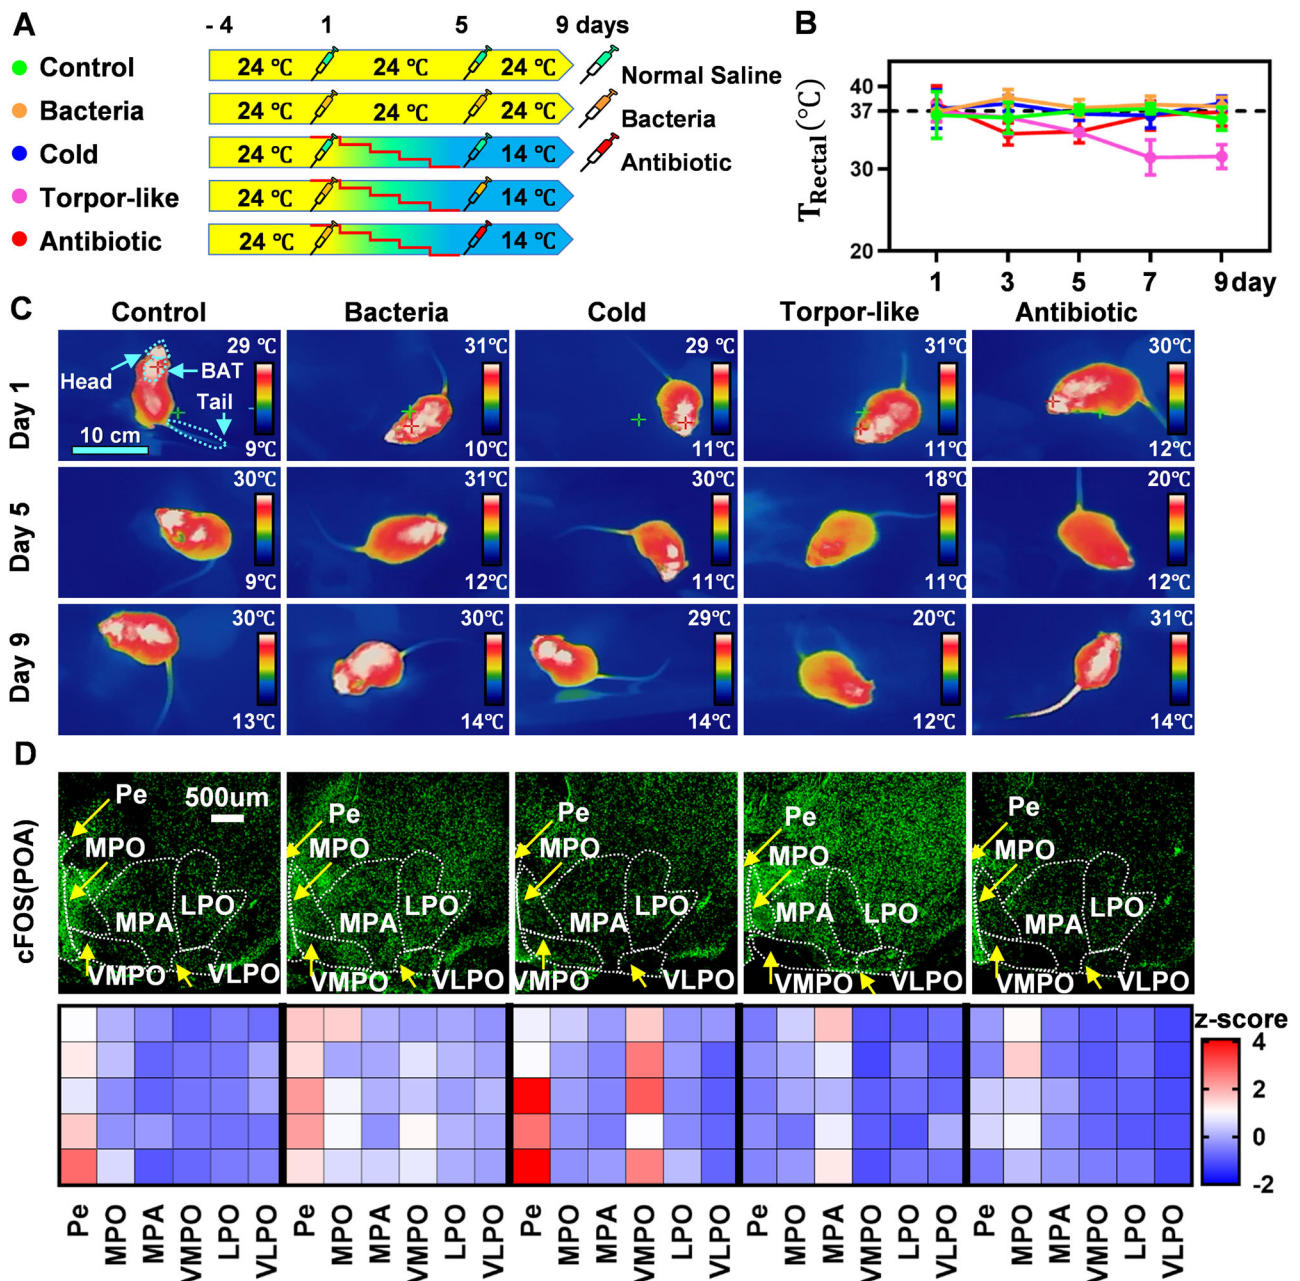 A
- 4 1 5 9 days
Control 24 ℃ 24 ℃ 24 ℃ Normal Saline
Bacteria 24 ℃ 24 ℃ 24 ℃ Bacteria
Cold 24 ℃ 14 ℃ Antibiotic
Torpor-like 24 ℃ 14 ℃
Antibiotic 24 ℃ 14 ℃
B
TRectal(°C)
40
37
30
20
1 3 5 7 9 day
C
Control Bacteria Cold Torpor-like Antibiotic
Day 1
29 ℃ 31℃ 29 ℃ 31℃ 30℃
Head BAT
Tail
10 cm
9℃ 10℃ 11℃ 11℃ 12℃
Day 5
30℃ 31℃ 30℃ 18℃ 20℃
9℃ 12℃ 11℃ 11℃ 12℃
Day 9
30℃ 30℃ 29℃ 20℃ 31℃
13℃ 14℃ 14℃ 12℃ 14℃
D
cFOS(POA)
500um
Pe Pe Pe Pe Pe
MPO MPO MPO MPO MPO
LPO LPO LPO LPO LPO
MPA MPA MPA MPA MPA
VMPO VLPO VMPO VLPO VMPO VLPO VMPO VLPO VMPO VLPO
z-score
4
2
0
-2
Pe MPO MPA VMPO LPO VLPO Pe MPO MPA VMPO LPO VLPO Pe MPO MPA VMPO LPO VLPO Pe MPO MPA VMPO LPO VLPO Pe MPO MPA VMPO LPO VLPO